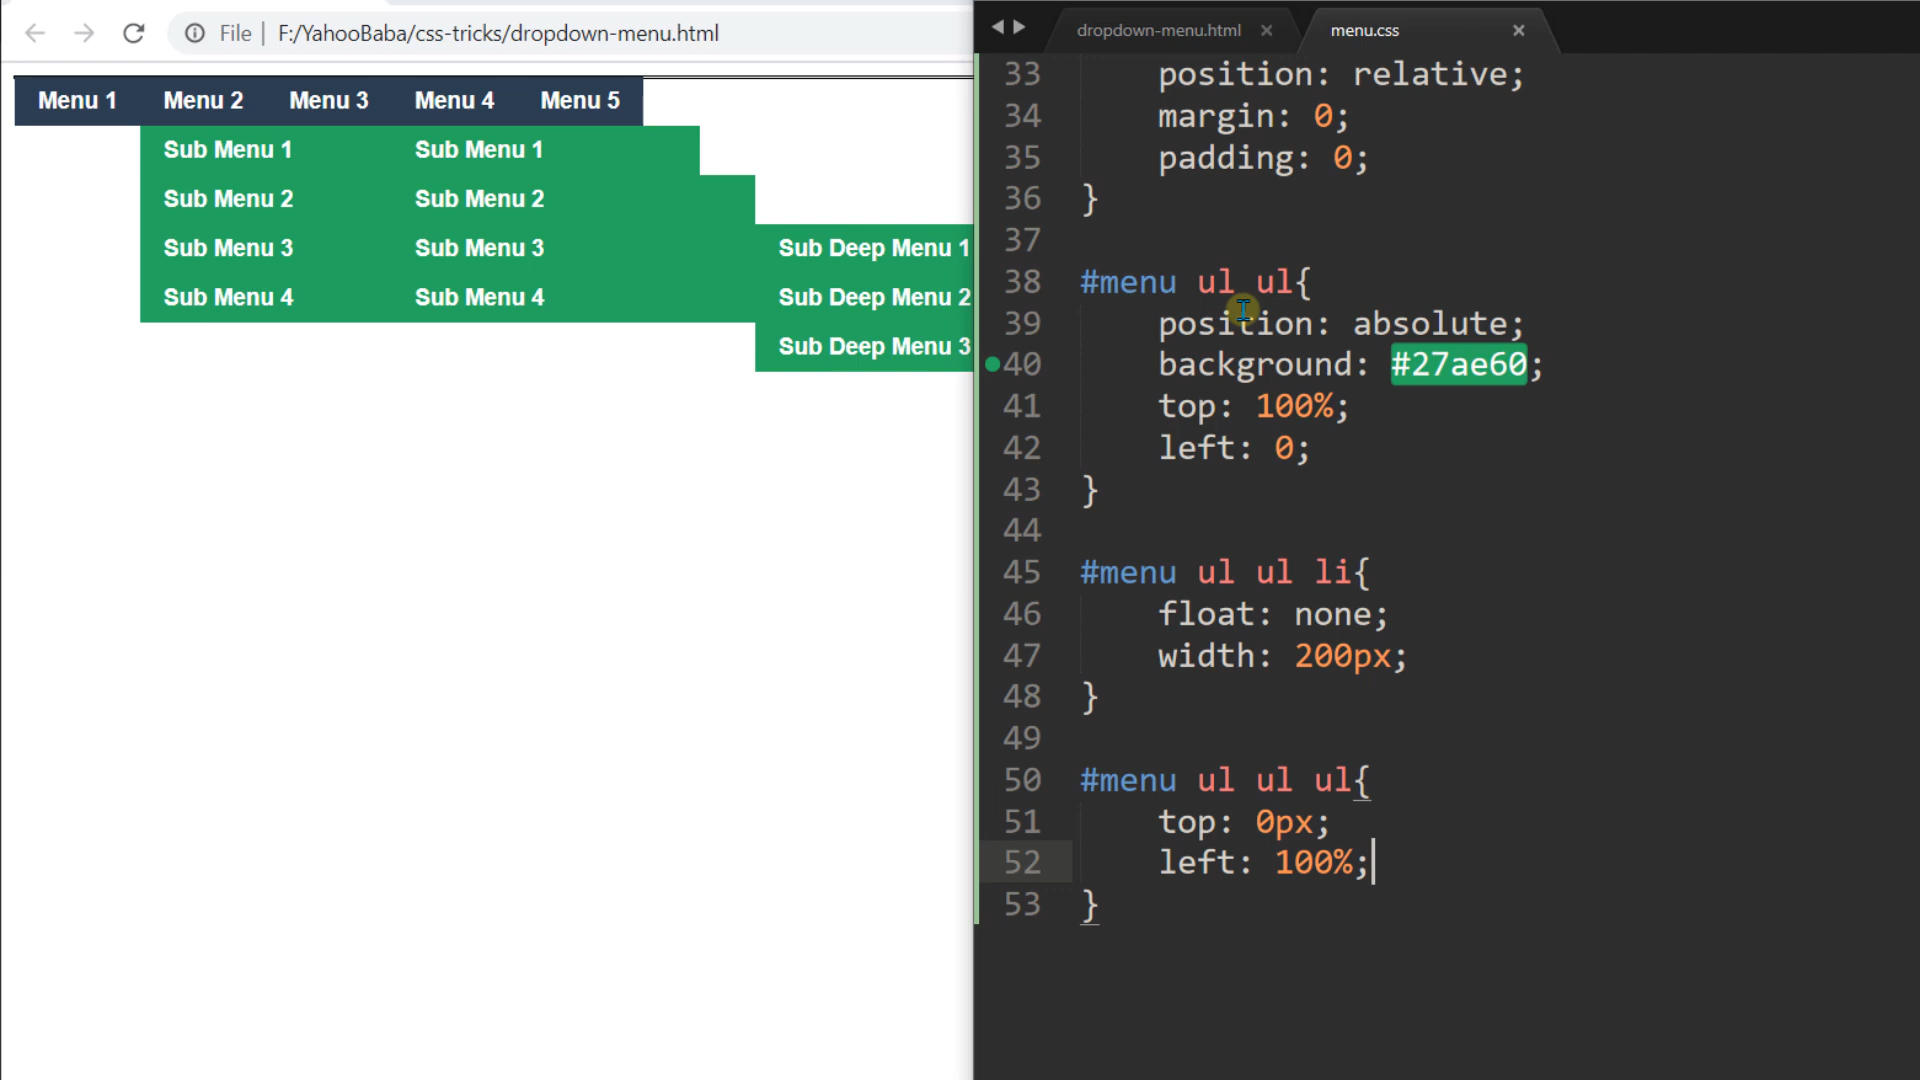 File | F:/YahooBaba/css-tricks/dropdown-menu.html
Menu 1 Menu 2 Menu 3 Menu 4 Menu 5
Sub Menu 1 Sub Menu 1
Sub Menu 2 Sub Menu 2
Sub Menu 3 Sub Menu 3 Sub Deep Menu 1
Sub Menu 4 Sub Menu 4 Sub Deep Menu 2
Sub Deep Menu 3
dropdown-menu.html × menu.css ×
33 position: relative;
34 margin: 0;
35 padding: 0;
36 }
37
38 #menu ul ul{
39 position: absolute;
40 background: #27ae60;
41 top: 100%;
42 left: 0;
43 }
44
45 #menu ul ul li{
46 float: none;
47 width: 200px;
48 }
49
50 #menu ul ul ul{
51 top: 0px;
52 left: 100%;
53 }